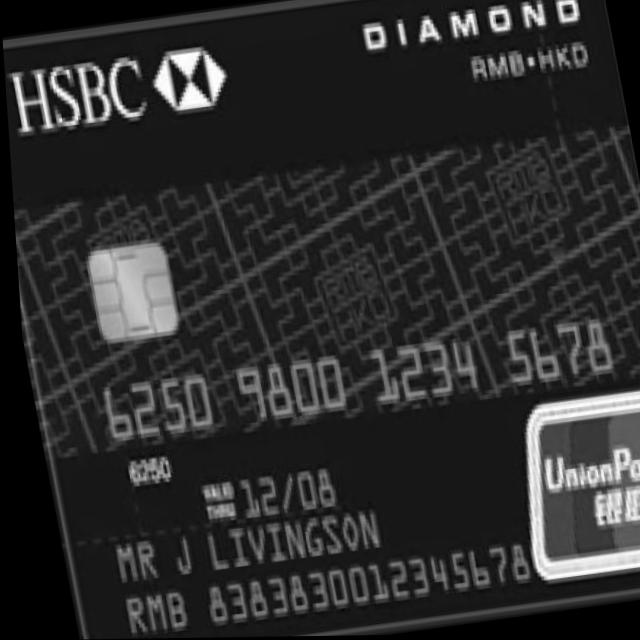 DIAMOND
HSBC
RMB·HKD
6250 9800 1234 5678
6250
VALID THRU 12/08
MR J LIVINGSON
RMB 8383830012345678
UnionPa